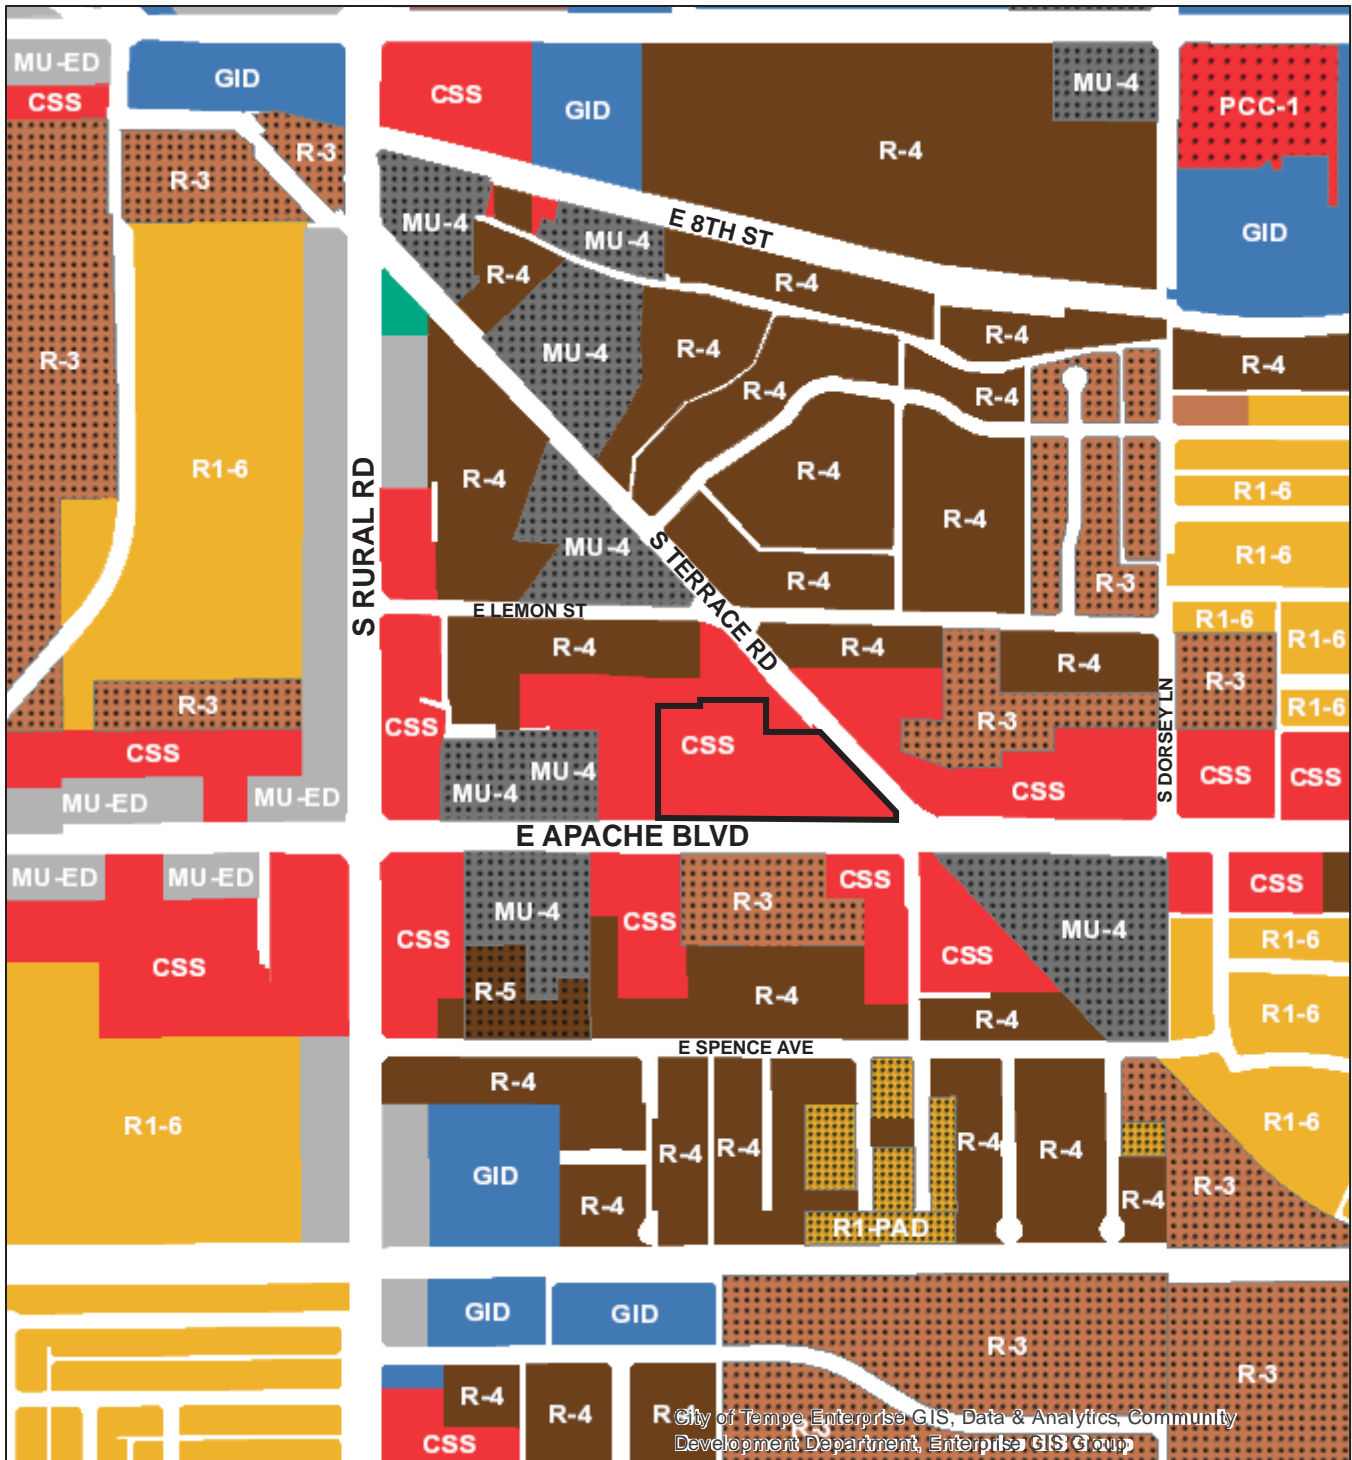 MU-ED
GID
CSS
GID
MU-4
PCC-1
CSS
R-4
R-3
R-3
MU-4
E 8TH ST
MU-4
GID
R-4
R-4
R-4
MU-4
R-4
R-4
R-3
R-4
R-4
R1-6
R-4
R-4
R-4
R1-6
S RURAL RD
MU-4
S TERRACE RD
R1-6
R-4
R-3
E LEMON ST
R1-6
R-4
R-4
R-4
R1-6
R-3
R-3
S DORSEY LN
R1-6
CSS
CSS
R-3
CSS
MU-4
CSS
CSS
CSS
MU-ED
MU-ED
MU-4
E APACHE BLVD
MU-ED
MU-ED
CSS
CSS
MU-4
R-3
CSS
CSS
MU-4
R1-6
CSS
CSS
R-5
R-4
R-4
R1-6
E SPENCE AVE
R-4
R1-6
R1-6
R-4
R-4
R-4
R-4
GID
R-4
R-4
R-3
R1-PAD
GID
GID
R-3
R-3
R-4
R-4
CSS
City of Tempe Enterprise GIS, Data & Analytics, Community
Development Department, Enterprise GIS Group